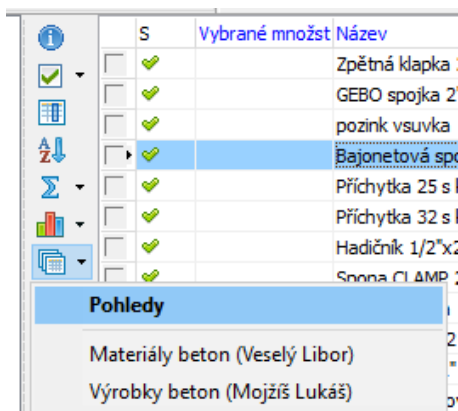 S Vybrané množst Název
Zpětná klapka
GEBO spojka 2"
pozink vsuvka
Bajonetová spo
Příchytka 25 s
Příchytka 32 s
Hadičník 1/2"x2
Spona CLAMP
Pohledy
Materiály beton (Veselý Libor)
Výrobky beton (Mojžíš Lukáš)